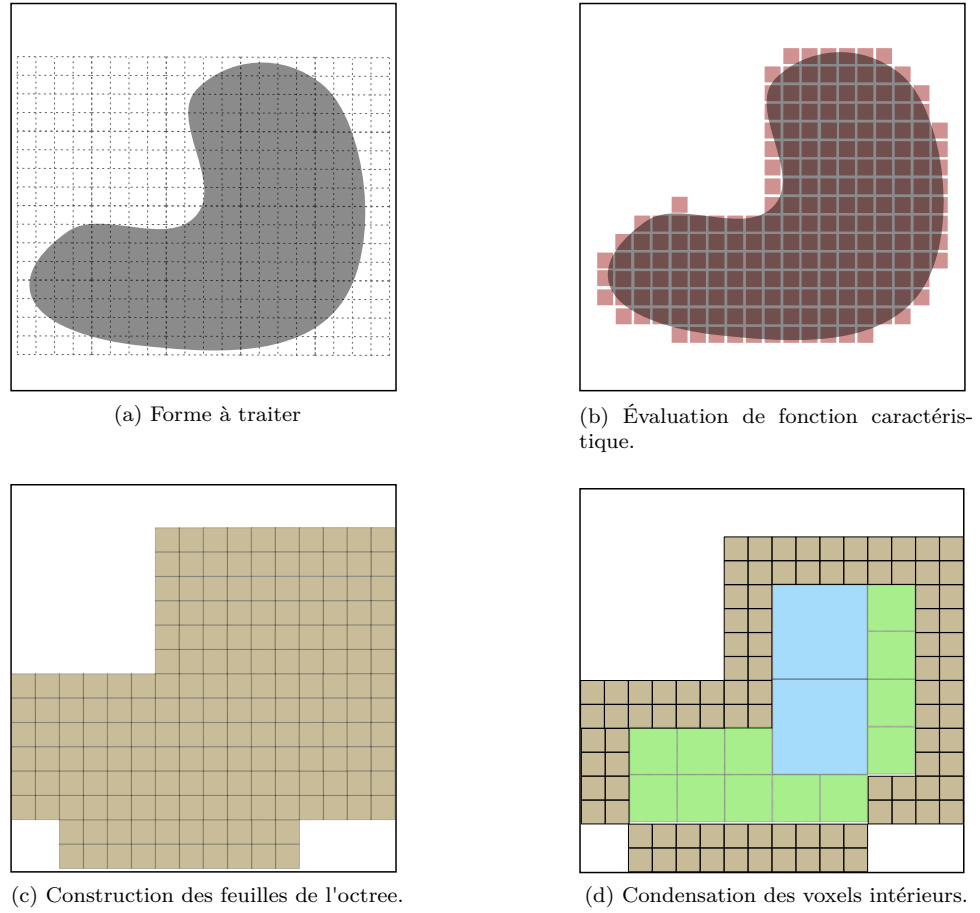 (a) Forme à traiter
(b) Évaluation de fonction caractéris-
tique.
(c) Construction des feuilles de l'octree.
(d) Condensation des voxels intérieurs.